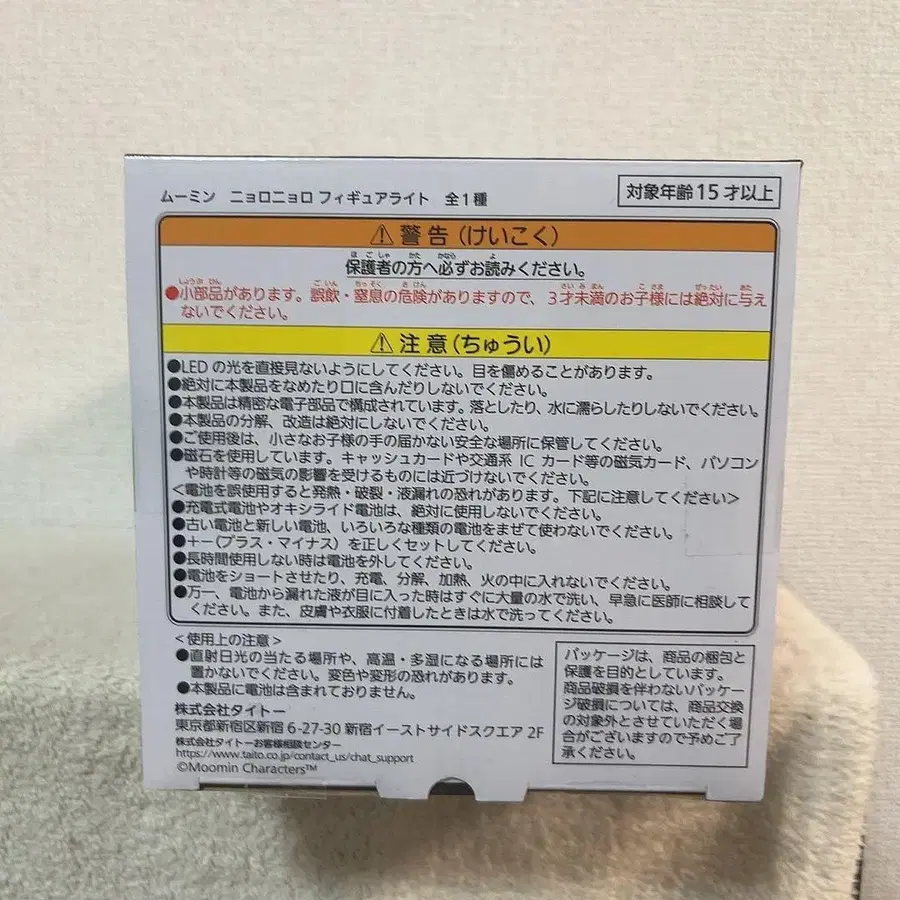 ムーミン ニョロニョロ フィギュアライト 全1種
対象年齢15才以上
⚠警告(けいこく)
保護者の方へ必ずお読みください。
●小部品があります。誤飲・窒息の危険がありますので、3才未満のお子様には絶対に与え
ないでください。
⚠注意(ちゅうい)
●LEDの光を直接見ないようにしてください。目を傷めることがあります。
●絶対に本製品をなめたり口に含んだりしないでください。
●本製品は精密な電子部品で構成されています。落としたり、水に濡らしたりしないでください。
●本製品の分解、改造は絶対にしないでください。
●ご使用後は、小さなお子様の手の届かない安全な場所に保管してください。
●磁石を使用しています。キャッシュカードや交通系ICカード等の磁気カード、パソコン
や時計等の磁気の影響を受けるものには近づけないでください。
<電池を誤使用すると発熱・破裂・液漏れの恐れがあります。下記に注意してください>
●充電式電池やオキシライド電池は、絶対に使用しないでください。
●古い電池と新しい電池、いろいろな種類の電池をまぜて使わないでください。
●+-(プラス・マイナス)を正しくセットしてください。
●長時間使用しない時は電池を外してください。
●電池をショートさせたり、充電、分解、加熱、火の中に入れないでください。
●万一、電池から漏れた液が目に入った時はすぐに大量の水で洗い、早急に医師に相談して
ください。また、皮膚や衣服に付着したときは水で洗ってください。
<使用上の注意>
●直射日光の当たる場所や、高温・多湿になる場所には
置かないでください。変色や変形の恐れがあります。
●本製品に電池は含まれておりません。
株式会社タイトー
東京都新宿区新宿6-27-30 新宿イーストサイドスクエア 2F
株式会社タイトーお客様相談センター
https://www.taito.co.jp/contact_us/chat_support
©Moomin Characters™
パッケージは、商品の梱包と
保護を目的としています。
商品破損を伴わないパッケー
ジ破損については、商品交換
の対象外とさせていただく場
合がございますので予めご了
承ください。